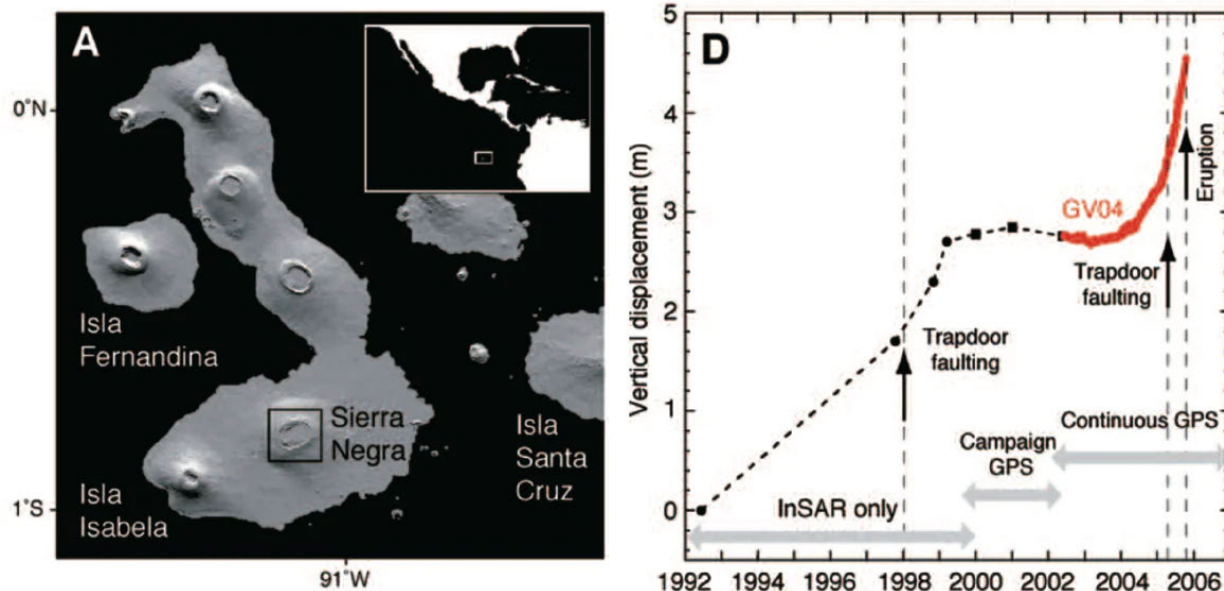 A
0°N
1°S
91°W
Isla
Fernandina
Sierra
Negra
Isla
Isabela
Isla
Santa
Cruz
D
Vertical displacement (m)
5
4
3
2
1
0
GV04
Eruption
Trapdoor
faulting
Trapdoor
faulting
Continuous GPS
Campaign
GPS
InSAR only
1992 1994 1996 1998 2000 2002 2004 2006